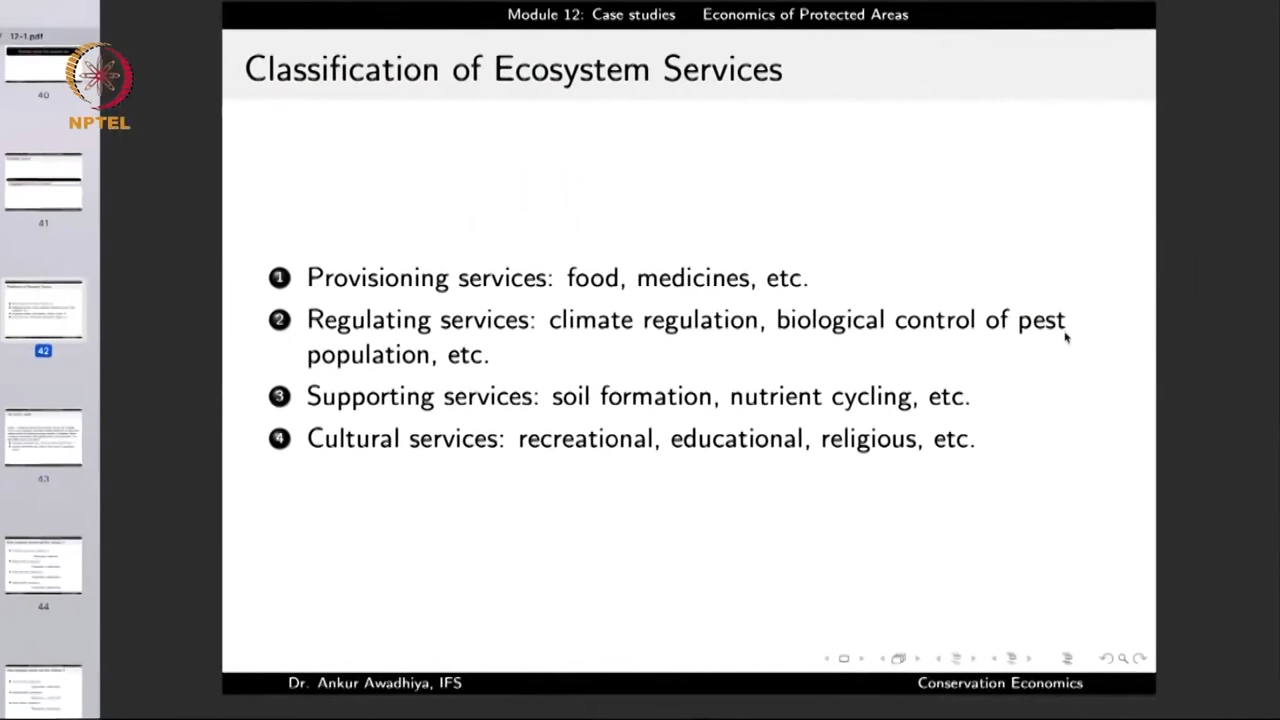 Module 12: Case studies Economics of Protected Areas
12-1.pdf
NPTEL
Classification of Ecosystem Services
40
41
42
43
44
1 Provisioning services: food, medicines, etc.
2 Regulating services: climate regulation, biological control of pest
population, etc.
3 Supporting services: soil formation, nutrient cycling, etc.
4 Cultural services: recreational, educational, religious, etc.
Dr. Ankur Awadhiya, IFS Conservation Economics